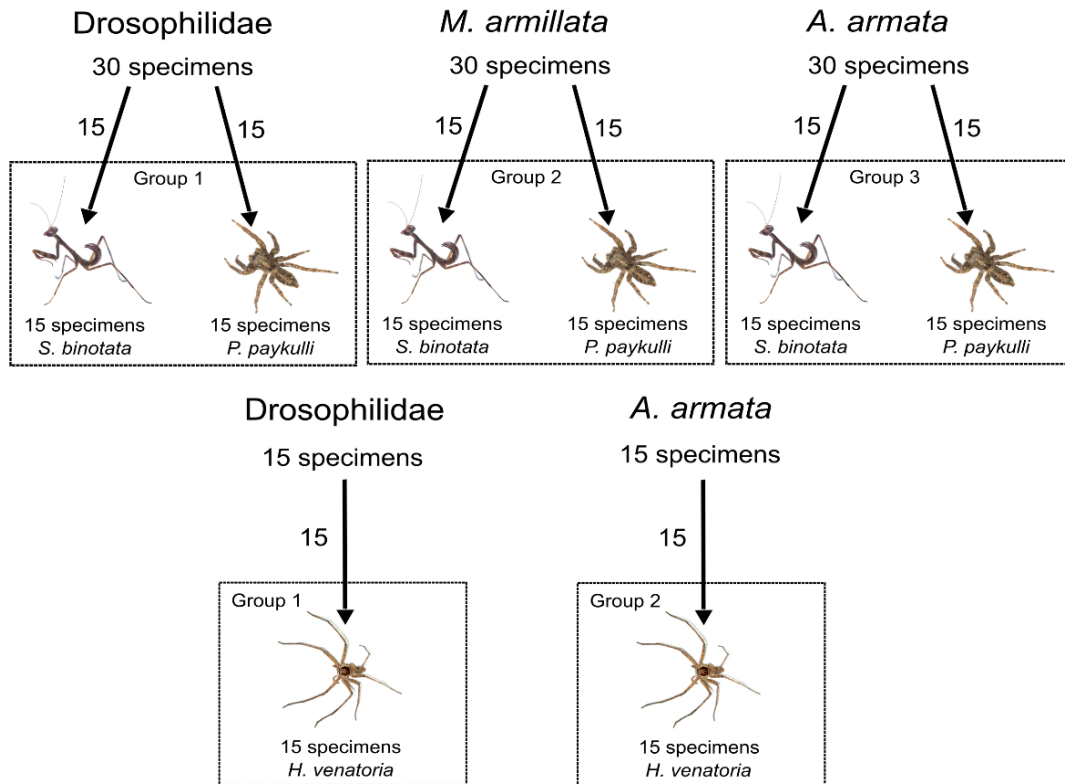 Drosophilidae
30 specimens
15
15
Group 1
15 specimens
S. binotata
15 specimens
P. paykulli
M. armillata
30 specimens
15
15
Group 2
15 specimens
S. binotata
15 specimens
P. paykulli
A. armata
30 specimens
15
15
Group 3
15 specimens
S. binotata
15 specimens
P. paykulli
Drosophilidae
15 specimens
15
Group 1
15 specimens
H. venatoria
A. armata
15 specimens
15
Group 2
15 specimens
H. venatoria